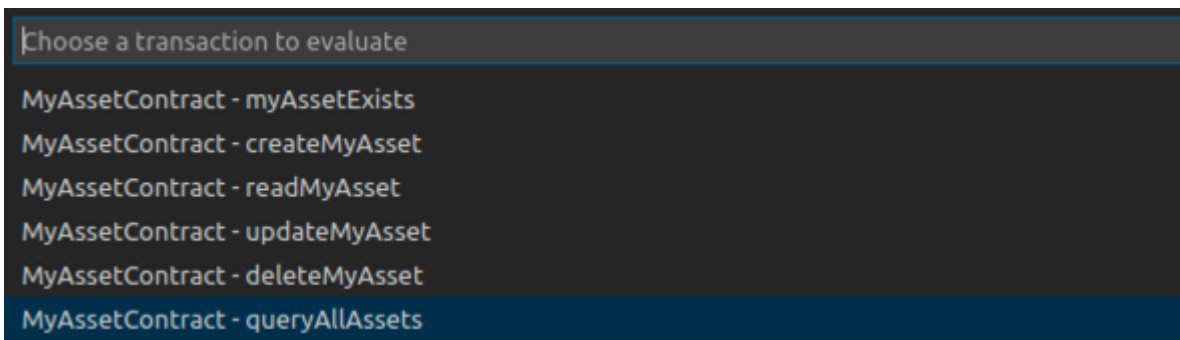 Choose a transaction to evaluate
MyAssetContract - myAssetExists
MyAssetContract - createMyAsset
MyAssetContract - readMyAsset
MyAssetContract - updateMyAsset
MyAssetContract - deleteMyAsset
MyAssetContract - queryAllAssets